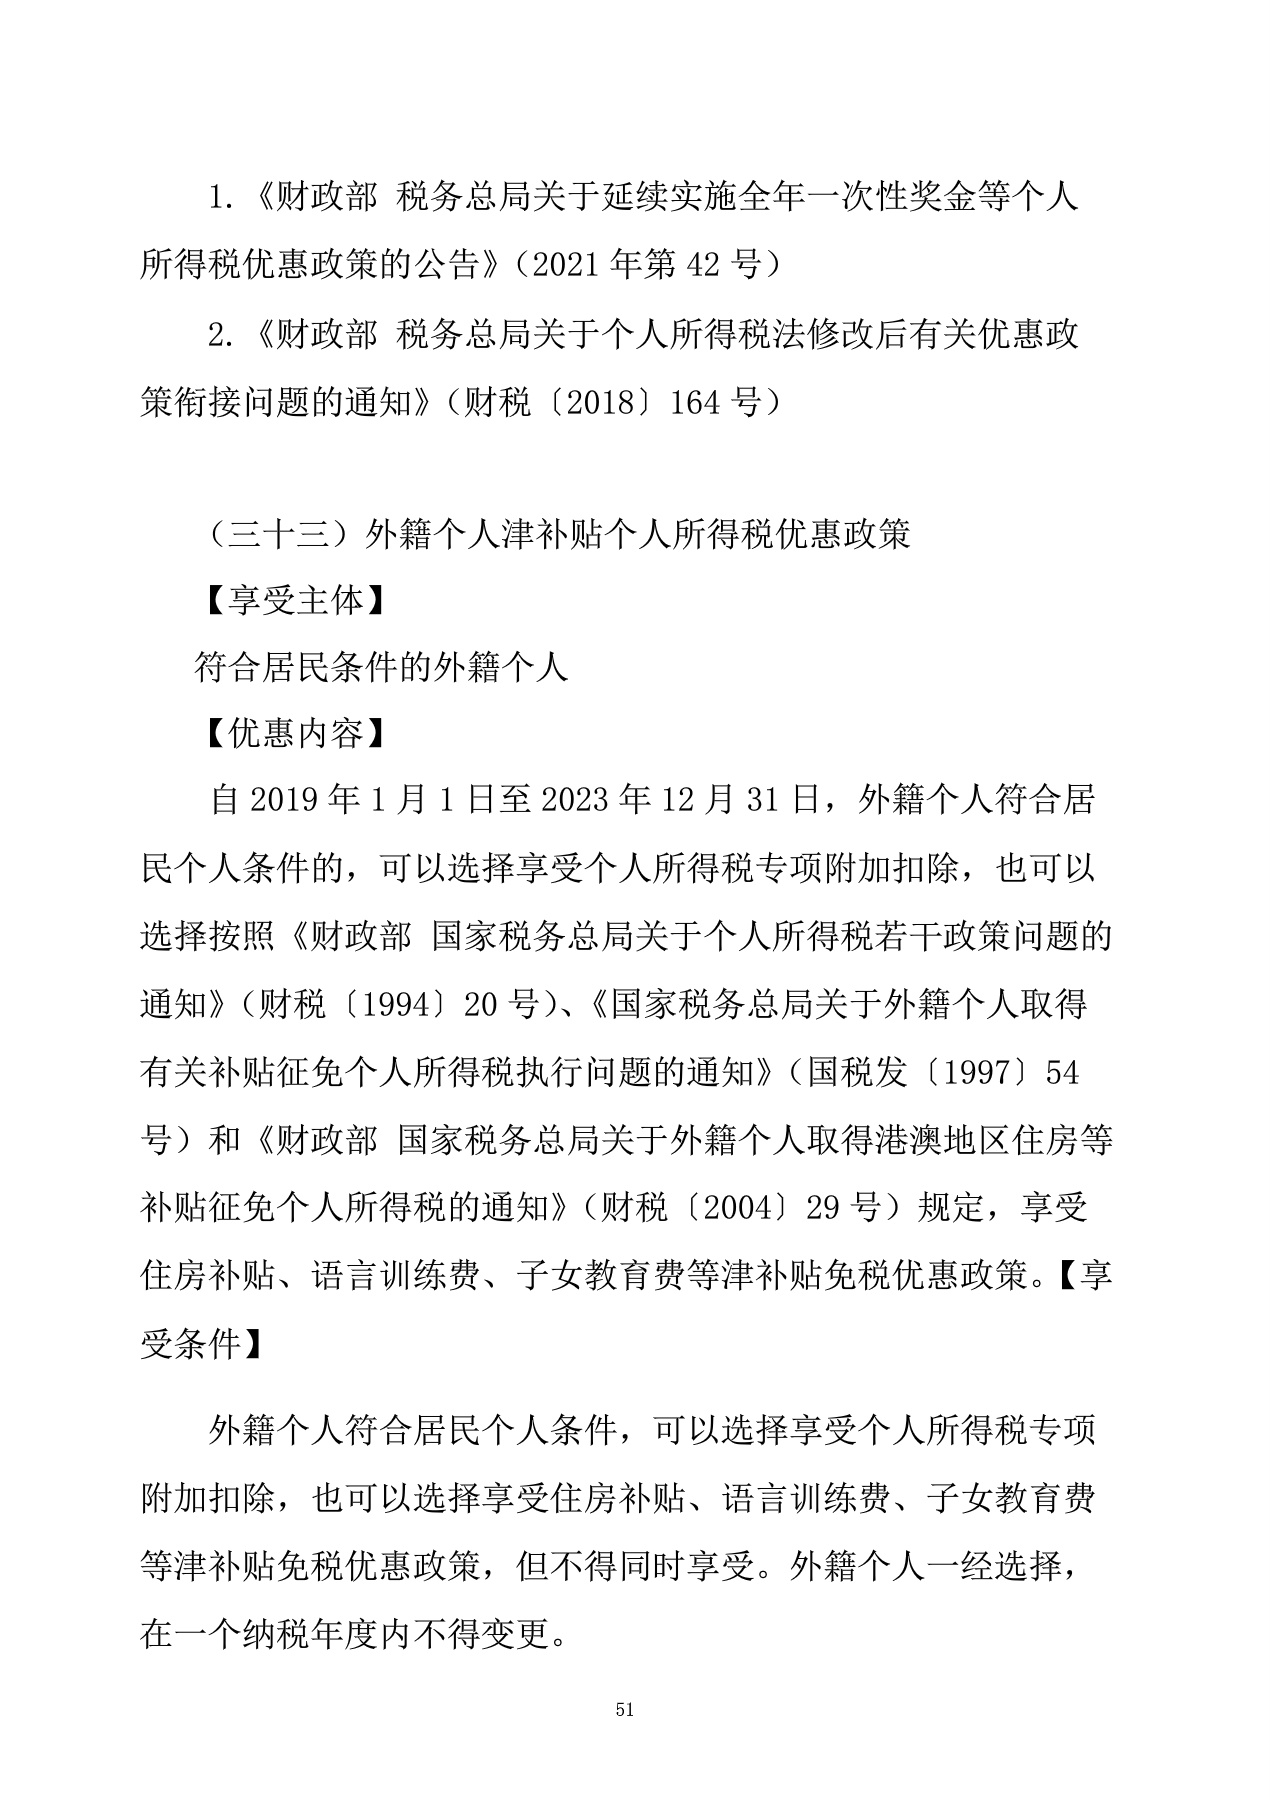 1.《财政部 税务总局关于延续实施全年一次性奖金等个人
所得税优惠政策的公告》（2021 年第 42 号）
2.《财政部 税务总局关于个人所得税法修改后有关优惠政
策衔接问题的通知》（财税〔2018〕164 号）
（三十三）外籍个人津补贴个人所得税优惠政策
【享受主体】
符合居民条件的外籍个人
【优惠内容】
自 2019 年 1 月 1 日至 2023 年 12 月 31 日，外籍个人符合居
民个人条件的，可以选择享受个人所得税专项附加扣除，也可以
选择按照《财政部 国家税务总局关于个人所得税若干政策问题的
通知》（财税〔1994〕20 号）、《国家税务总局关于外籍个人取得
有关补贴征免个人所得税执行问题的通知》（国税发〔1997〕54
号）和《财政部 国家税务总局关于外籍个人取得港澳地区住房等
补贴征免个人所得税的通知》（财税〔2004〕29 号）规定，享受
住房补贴、语言训练费、子女教育费等津补贴免税优惠政策。【享
受条件】
外籍个人符合居民个人条件，可以选择享受个人所得税专项
附加扣除，也可以选择享受住房补贴、语言训练费、子女教育费
等津补贴免税优惠政策，但不得同时享受。外籍个人一经选择，
在一个纳税年度内不得变更。
51